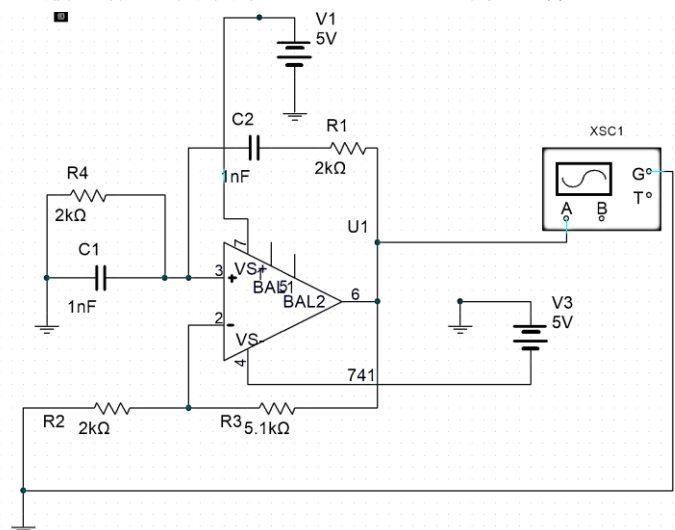 V1
5V
C2
1nF
R1
2kΩ
XSC1
G
T
A
B
R4
2kΩ
C1
1nF
U1
7
3
VS+
BAL51
BAL2
6
2
VS-
4
741
V3
5V
R2
2kΩ
R3
5.1kΩ